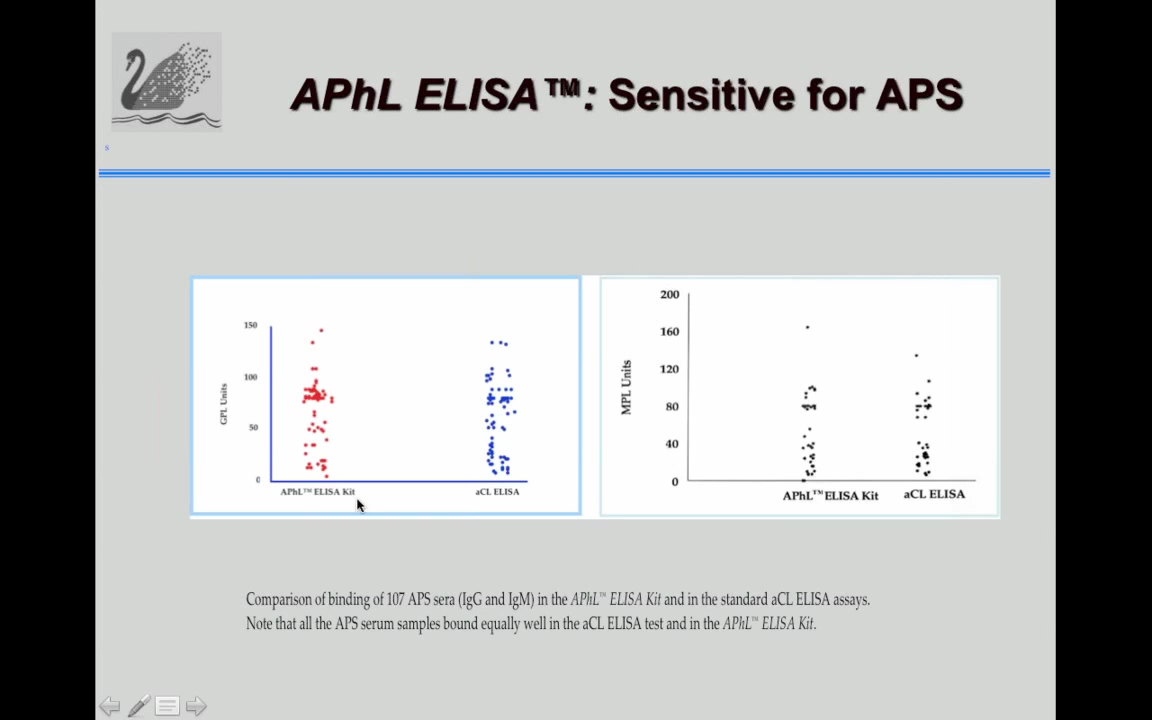 APhL ELISA™: Sensitive for APS
s
150
100
50
0
GPL Units
APhL™ ELISA Kit
aCL ELISA
200
160
120
80
40
0
MPL Units
APhL™ ELISA Kit
aCL ELISA
Comparison of binding of 107 APS sera (IgG and IgM) in the APhL™ ELISA Kit and in the standard aCL ELISA assays.
Note that all the APS serum samples bound equally well in the aCL ELISA test and in the APhL™ ELISA Kit.